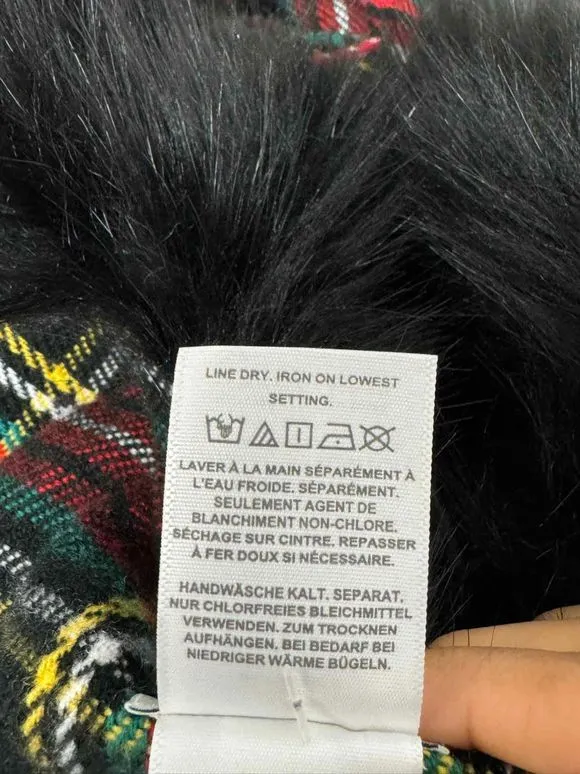 LINE DRY. IRON ON LOWEST
SETTING.
LAVER À LA MAIN SÉPARÉMENT À
L'EAU FROIDE. SÉPARÉMENT.
SEULEMENT AGENT DE
BLANCHIMENT NON-CHLORE.
SÉCHAGE SUR CINTRE. REPASSER
À FER DOUX SI NÉCESSAIRE.
HANDWÄSCHE KALT. SEPARAT.
NUR CHLORFREIES BLEICHMITTEL
VERWENDEN. ZUM TROCKNEN
AUFHÄNGEN. BEI BEDARF BEI
NIEDRIGER WÄRME BÜGELN.